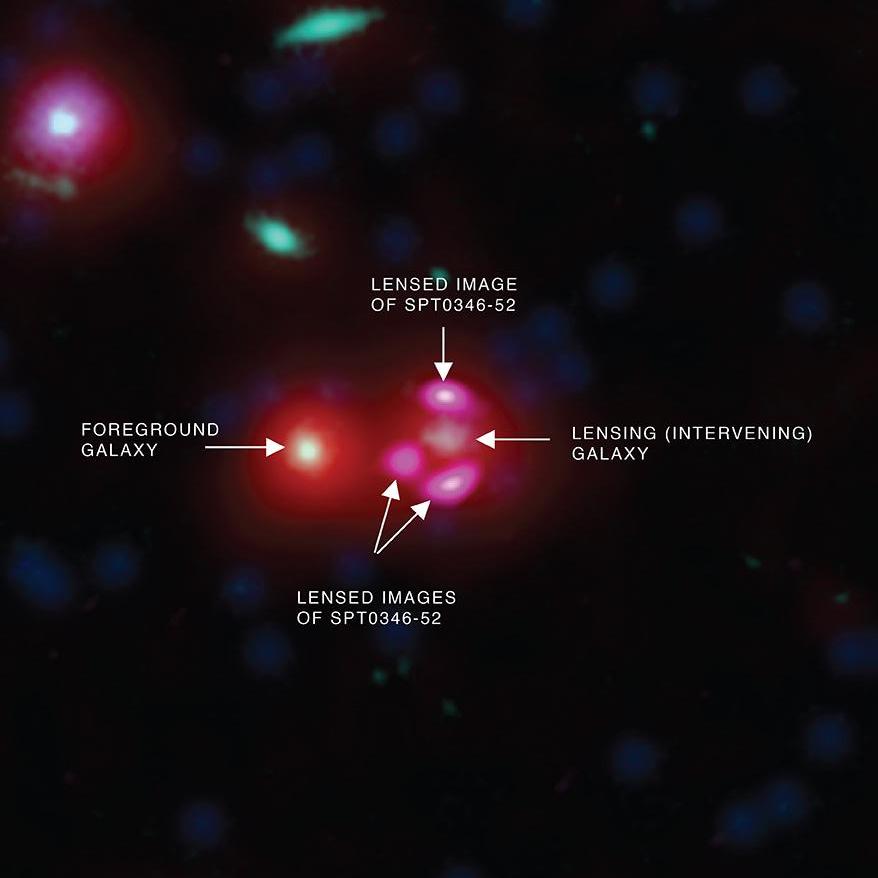 LENSED IMAGE
OF SPT0346-52
FOREGROUND
GALAXY
LENSING (INTERVENING)
GALAXY
LENSED IMAGES
OF SPT0346-52